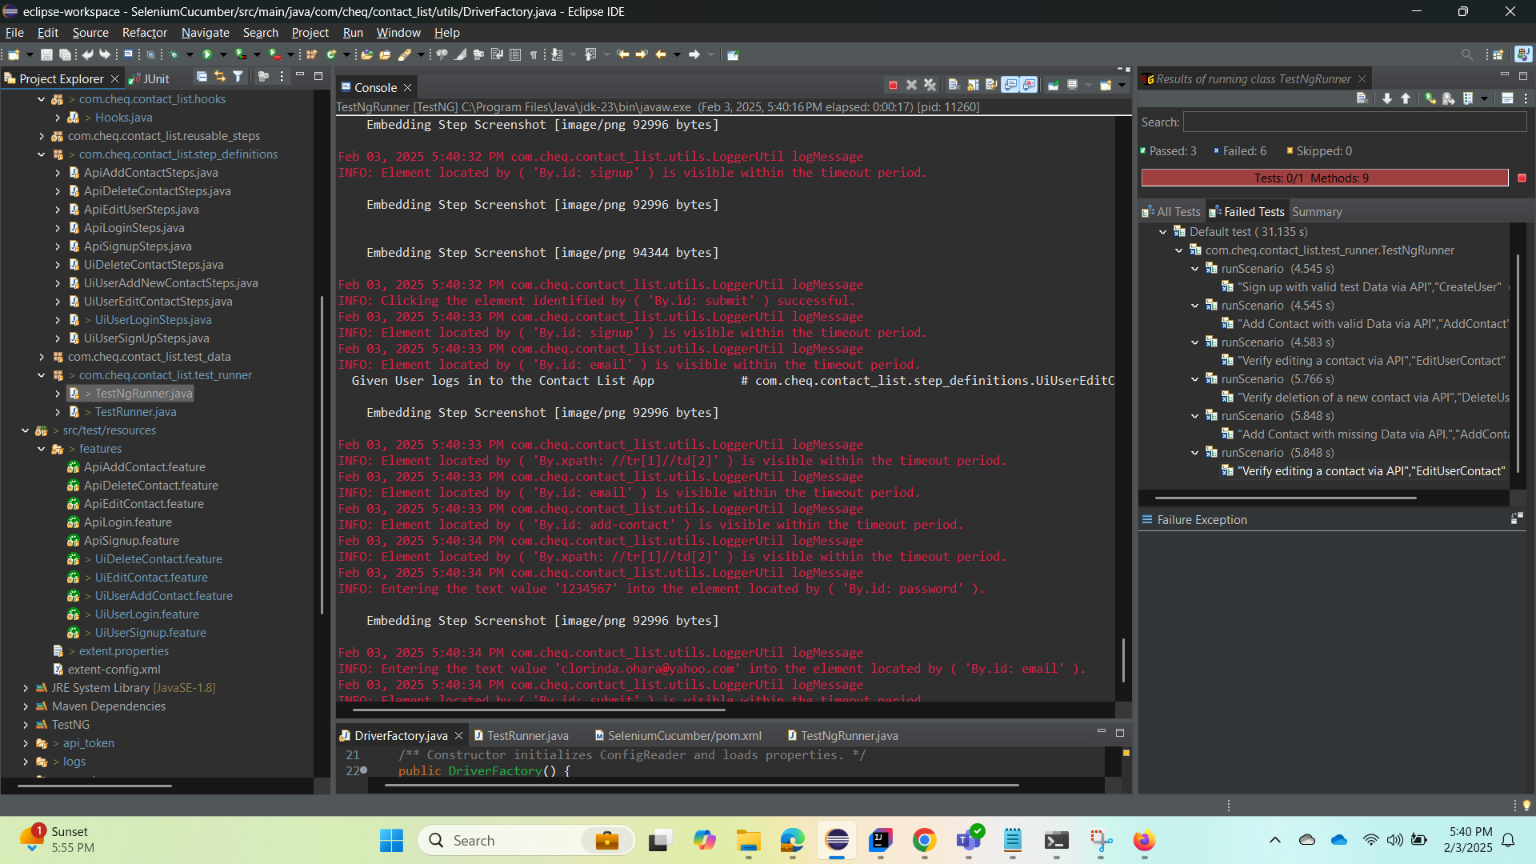 eclipse-workspace - SeleniumCucumber/src/main/java/com/cheq/contact_list/utils/DriverFactory.java - Eclipse IDE
File Edit Source Refactor Navigate Search Project Run Window Help
Project Explorer
JUnit
> com.cheq.contact_list.hooks
> Hooks.java
com.cheq.contact_list.reusable_steps
> com.cheq.contact_list.step_definitions
ApiAddContactSteps.java
ApiDeleteContactSteps.java
ApiEditUserSteps.java
ApiLoginSteps.java
ApiSignupSteps.java
UiDeleteContactSteps.java
UiUserAddNewContactSteps.java
UiUserEditContactSteps.java
> UiUserLoginSteps.java
UiUserSignUpSteps.java
com.cheq.contact_list.test_data
> com.cheq.contact_list.test_runner
> TestNgRunner.java
> TestRunner.java
> src/test/resources
> features
ApiAddContact.feature
ApiDeleteContact.feature
ApiEditContact.feature
ApiLogin.feature
ApiSignup.feature
> UiDeleteContact.feature
> UiEditContact.feature
> UiUserAddContact.feature
> UiUserLogin.feature
> UiUserSignup.feature
> extent.properties
extent-config.xml
JRE System Library [JavaSE-1.8]
Maven Dependencies
TestNG
> api_token
> logs
Console
TestNgRunner [TestNG] C:\Program Files\Java\jdk-23\bin\javaw.exe (Feb 3, 2025, 5:40:16 PM elapsed: 0:00:17) [pid: 11260]
Embedding Step Screenshot [image/png 92996 bytes]
Feb 03, 2025 5:40:32 PM com.cheq.contact_list.utils.LoggerUtil logMessage
INFO: Element located by ( 'By.id: signup' ) is visible within the timeout period.
Embedding Step Screenshot [image/png 92996 bytes]
Embedding Step Screenshot [image/png 94344 bytes]
Feb 03, 2025 5:40:32 PM com.cheq.contact_list.utils.LoggerUtil logMessage
INFO: Clicking the element identified by ( 'By.id: submit' ) successful.
Feb 03, 2025 5:40:33 PM com.cheq.contact_list.utils.LoggerUtil logMessage
INFO: Element located by ( 'By.id: signup' ) is visible within the timeout period.
Feb 03, 2025 5:40:33 PM com.cheq.contact_list.utils.LoggerUtil logMessage
INFO: Element located by ( 'By.id: email' ) is visible within the timeout period.
Given User logs in to the Contact List App # com.cheq.contact_list.step_definitions.UiUserEditC
Embedding Step Screenshot [image/png 92996 bytes]
Feb 03, 2025 5:40:33 PM com.cheq.contact_list.utils.LoggerUtil logMessage
INFO: Element located by ( 'By.xpath: //tr[1]//td[2]' ) is visible within the timeout period.
Feb 03, 2025 5:40:33 PM com.cheq.contact_list.utils.LoggerUtil logMessage
INFO: Element located by ( 'By.id: email' ) is visible within the timeout period.
Feb 03, 2025 5:40:33 PM com.cheq.contact_list.utils.LoggerUtil logMessage
INFO: Element located by ( 'By.id: add-contact' ) is visible within the timeout period.
Feb 03, 2025 5:40:34 PM com.cheq.contact_list.utils.LoggerUtil logMessage
INFO: Element located by ( 'By.xpath: //tr[1]//td[2]' ) is visible within the timeout period.
Feb 03, 2025 5:40:34 PM com.cheq.contact_list.utils.LoggerUtil logMessage
INFO: Entering the text value '1234567' into the element located by ( 'By.id: password' ).
Embedding Step Screenshot [image/png 92996 bytes]
Feb 03, 2025 5:40:34 PM com.cheq.contact_list.utils.LoggerUtil logMessage
INFO: Entering the text value 'clorinda.ohara@yahoo.com' into the element located by ( 'By.id: email' ).
Feb 03, 2025 5:40:34 PM com.cheq.contact_list.utils.LoggerUtil logMessage
INFO: Element located by ( 'By.id: submit' ) is visible within the timeout period.
DriverFactory.java
TestRunner.java
SeleniumCucumber/pom.xml
TestNgRunner.java
21 /** Constructor initializes ConfigReader and loads properties. */
22 public DriverFactory() {
Results of running class TestNgRunner
Search:
Passed: 3 Failed: 6 Skipped: 0
Tests: 0/1 Methods: 9
All Tests Failed Tests Summary
Default test ( 31.135 s)
com.cheq.contact_list.test_runner.TestNgRunner
runScenario (4.545 s)
"Sign up with valid test Data via API","CreateUser"
runScenario (4.545 s)
"Add Contact with valid Data via API","AddContact"
runScenario (4.583 s)
"Verify editing a contact via API","EditUserContact"
runScenario (5.766 s)
"Verify deletion of a new contact via API","DeleteUs
runScenario (5.848 s)
"Add Contact with missing Data via API.","AddConta
runScenario (5.848 s)
"Verify editing a contact via API","EditUserContact"
Failure Exception
1
Sunset
5:55 PM
Search
5:40 PM
2/3/2025